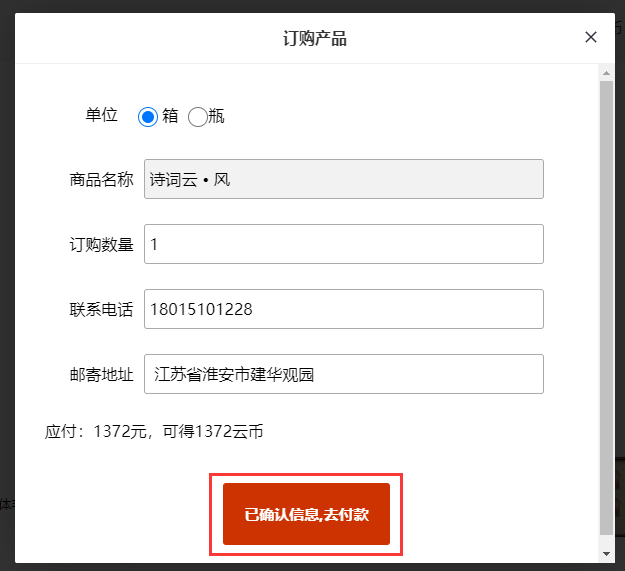 订购产品
单位 箱 瓶
商品名称 诗词云•风
订购数量 1
联系电话 18015101228
邮寄地址 江苏省淮安市建华观园
应付：1372元，可得1372云币
已确认信息,去付款